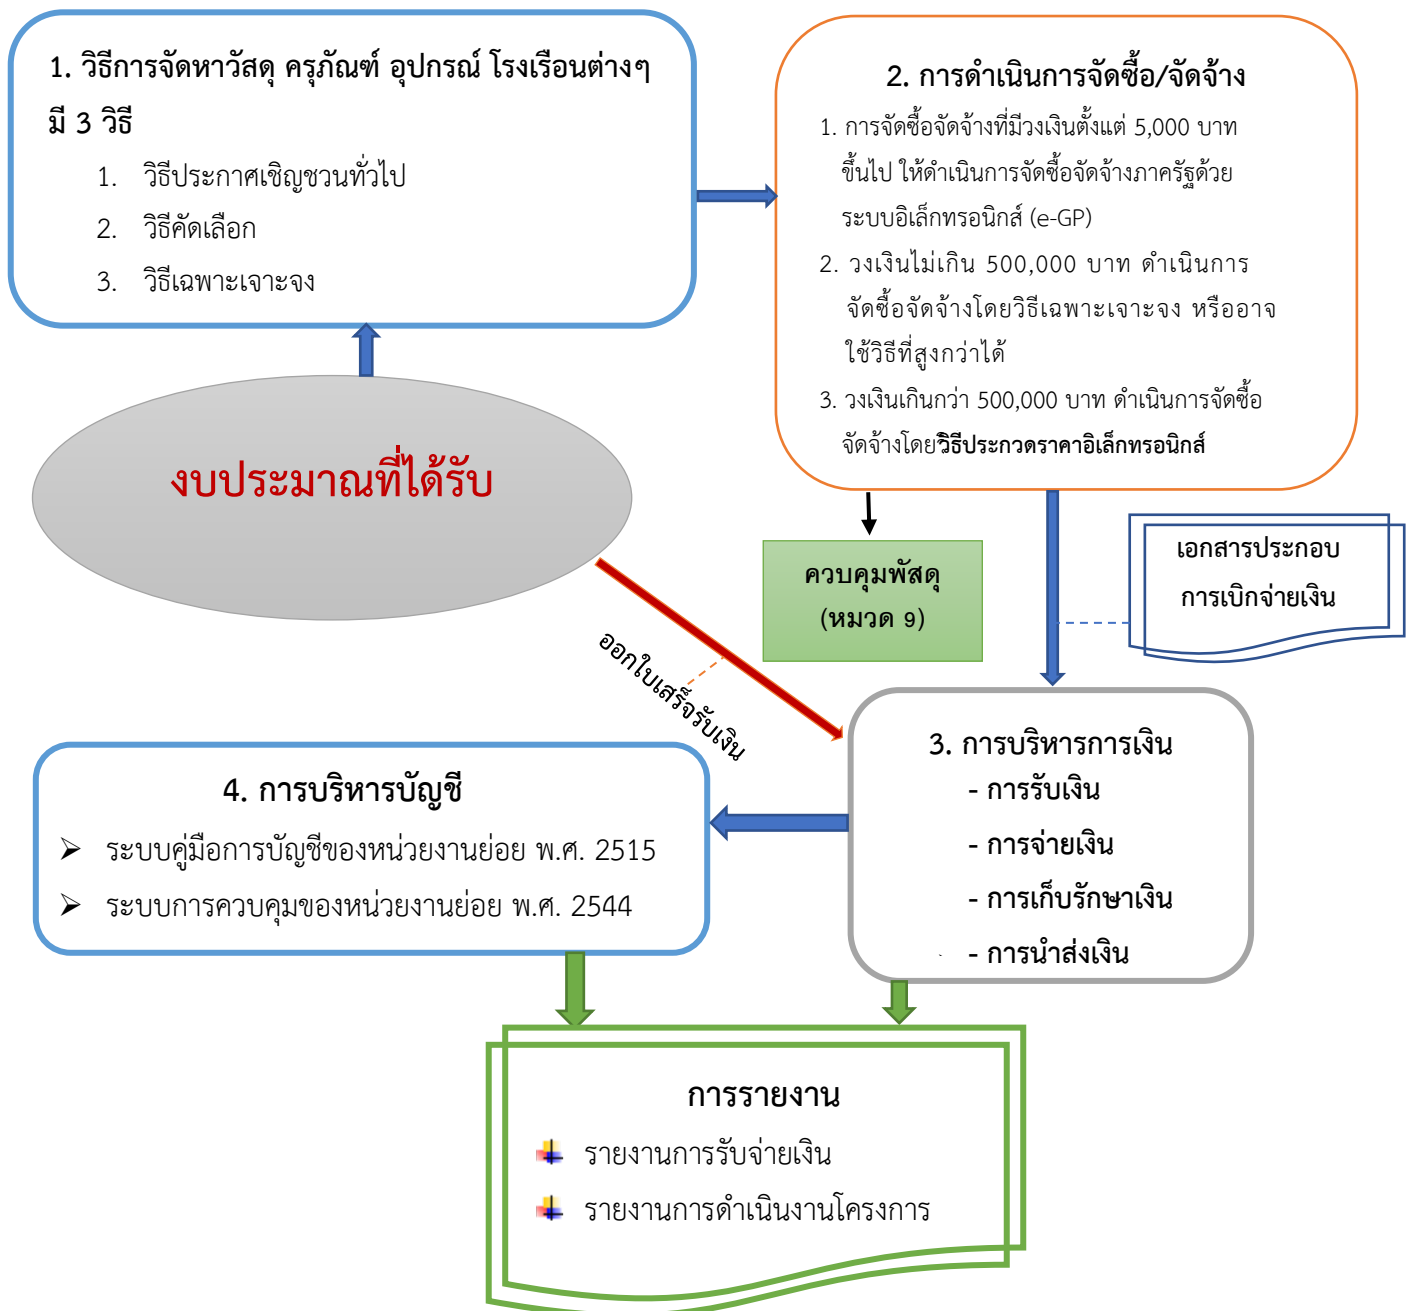 1. วิธีการจัดหาวัสดุ ครุภัณฑ์ อุปกรณ์ โรงเรือนต่างๆ
มี 3 วิธี
1. วิธีประกาศเชิญชวนทั่วไป
2. วิธีคัดเลือก
3. วิธีเฉพาะเจาะจง
2. การดำเนินการจัดซื้อ/จัดจ้าง
1. การจัดซื้อจัดจ้างที่มีวงเงินตั้งแต่ 5,000 บาท
ขึ้นไป ให้ดำเนินการจัดซื้อจัดจ้างภาครัฐด้วย
ระบบอิเล็กทรอนิกส์ (e-GP)
2. วงเงินไม่เกิน 500,000 บาท ดำเนินการ
จัดซื้อจัดจ้างโดยวิธีเฉพาะเจาะจง หรืออาจ
ใช้วิธีที่สูงกว่าได้
3. วงเงินเกินกว่า 500,000 บาท ดำเนินการจัดซื้อ
จัดจ้างโดยวิธีประกวดราคาอิเล็กทรอนิกส์
งบประมาณที่ได้รับ
ควบคุมพัสดุ
(หมวด 9)
เอกสารประกอบ
การเบิกจ่ายเงิน
ออกใบเสร็จรับเงิน
3. การบริหารการเงิน
- การรับเงิน
- การจ่ายเงิน
- การเก็บรักษาเงิน
- การนำส่งเงิน
4. การบริหารบัญชี
➢ ระบบคู่มือการบัญชีของหน่วยงานย่อย พ.ศ. 2515
➢ ระบบการควบคุมของหน่วยงานย่อย พ.ศ. 2544
การรายงาน
รายงานการรับจ่ายเงิน
รายงานการดำเนินงานโครงการ